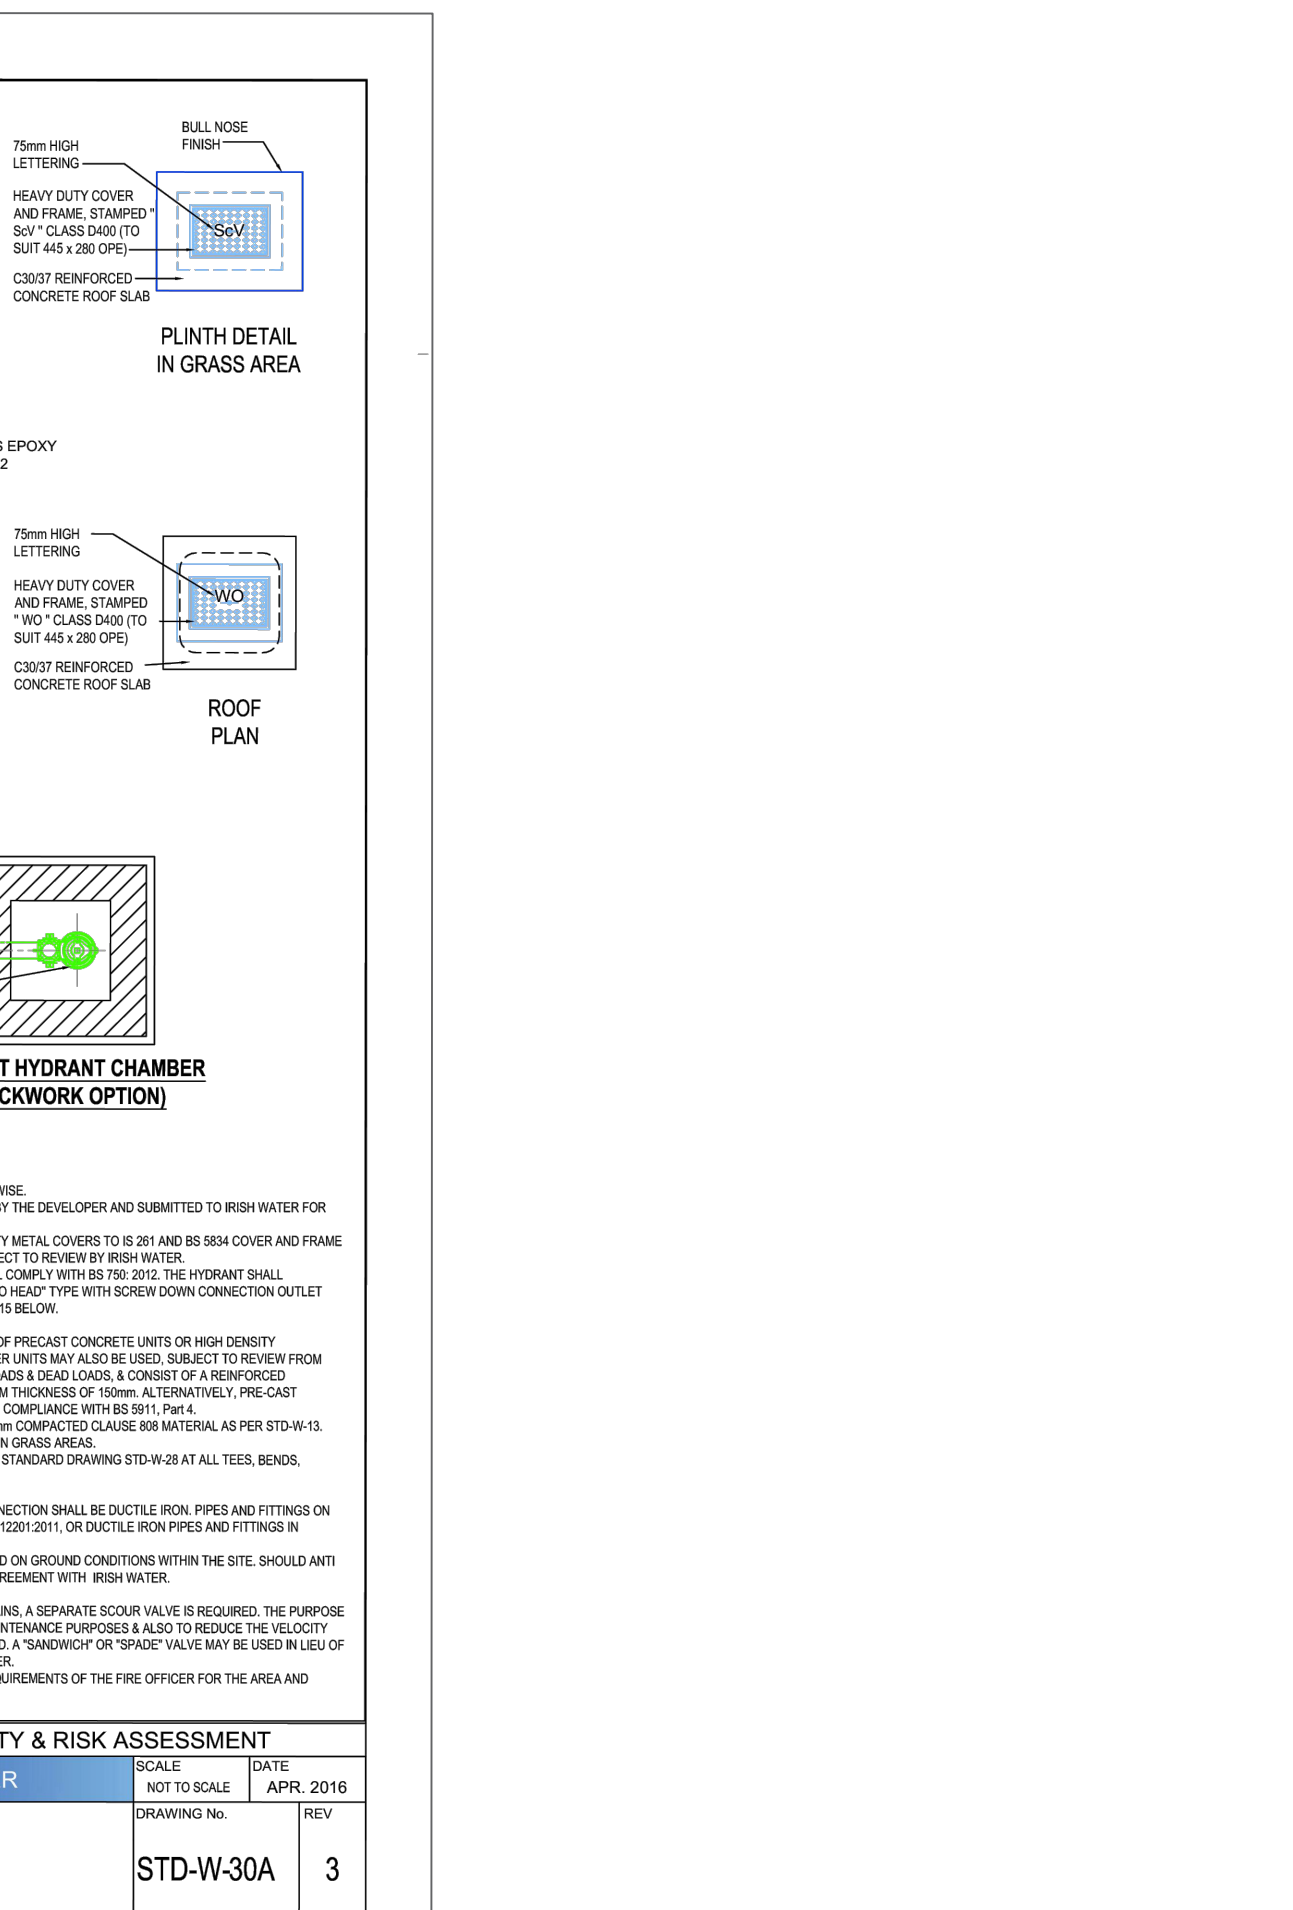 BULL NOSE
FINISH
75mm HIGH
LETTERING
HEAVY DUTY COVER
AND FRAME, STAMPED "
ScV " CLASS D400 (TO
SUIT 445 x 280 OPE)
C30/37 REINFORCED
CONCRETE ROOF SLAB
ScV
PLINTH DETAIL
IN GRASS AREA
S EPOXY
2
75mm HIGH
LETTERING
HEAVY DUTY COVER
AND FRAME, STAMPED
" WO " CLASS D400 (TO
SUIT 445 x 280 OPE)
C30/37 REINFORCED
CONCRETE ROOF SLAB
WO
ROOF
PLAN
T HYDRANT CHAMBER
CKWORK OPTION)
WISE.
BY THE DEVELOPER AND SUBMITTED TO IRISH WATER FOR
TY METAL COVERS TO IS 261 AND BS 5834 COVER AND FRAME
ECT TO REVIEW BY IRISH WATER.
L COMPLY WITH BS 750: 2012. THE HYDRANT SHALL
O HEAD" TYPE WITH SCREW DOWN CONNECTION OUTLET
15 BELOW.
OF PRECAST CONCRETE UNITS OR HIGH DENSITY
ER UNITS MAY ALSO BE USED, SUBJECT TO REVIEW FROM
OADS & DEAD LOADS, & CONSIST OF A REINFORCED
M THICKNESS OF 150mm. ALTERNATIVELY, PRE-CAST
COMPLIANCE WITH BS 5911, Part 4.
mm COMPACTED CLAUSE 808 MATERIAL AS PER STD-W-13.
IN GRASS AREAS.
STANDARD DRAWING STD-W-28 AT ALL TEES, BENDS,
NECTION SHALL BE DUCTILE IRON. PIPES AND FITTINGS ON
12201:2011, OR DUCTILE IRON PIPES AND FITTINGS IN
D ON GROUND CONDITIONS WITHIN THE SITE. SHOULD ANTI
REEMENT WITH IRISH WATER.
AINS, A SEPARATE SCOUR VALVE IS REQUIRED. THE PURPOSE
INTENANCE PURPOSES & ALSO TO REDUCE THE VELOCITY
D. A "SANDWICH" OR "SPADE" VALVE MAY BE USED IN LIEU OF
ER.
QUIREMENTS OF THE FIRE OFFICER FOR THE AREA AND
TY & RISK ASSESSMENT
R
SCALE
NOT TO SCALE
DATE
APR. 2016
DRAWING No.
STD-W-30A
REV
3